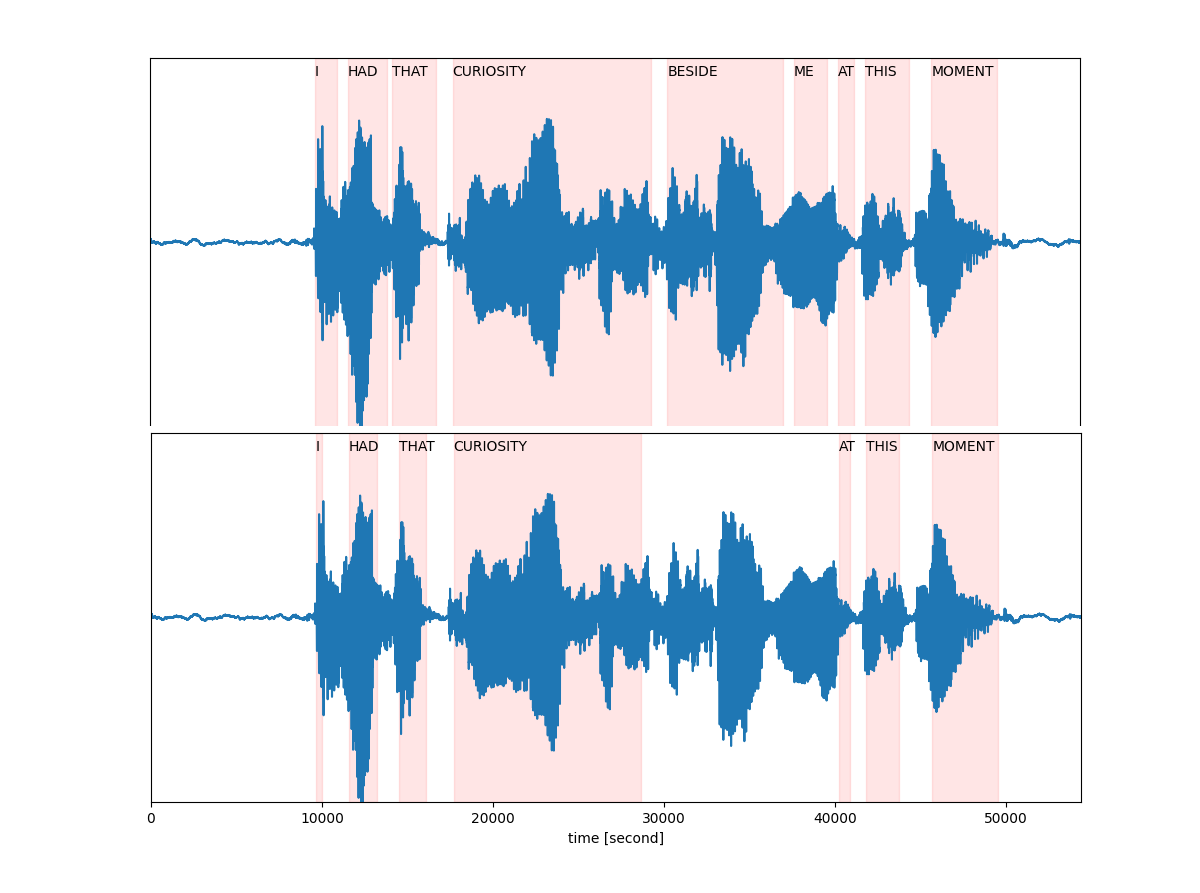 I HAD THAT CURIOSITY BESIDE ME AT THIS MOMENT
I HAD THAT CURIOSITY AT THIS MOMENT
0 10000 20000 30000 40000 50000
time [second]